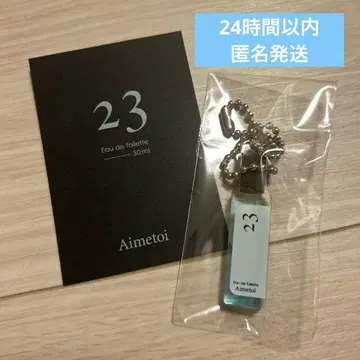 24時間以内
匿名発送
23
Eau de Toilette
50ml
Aimetoi
23
Eau de Toilette
Aimetoi